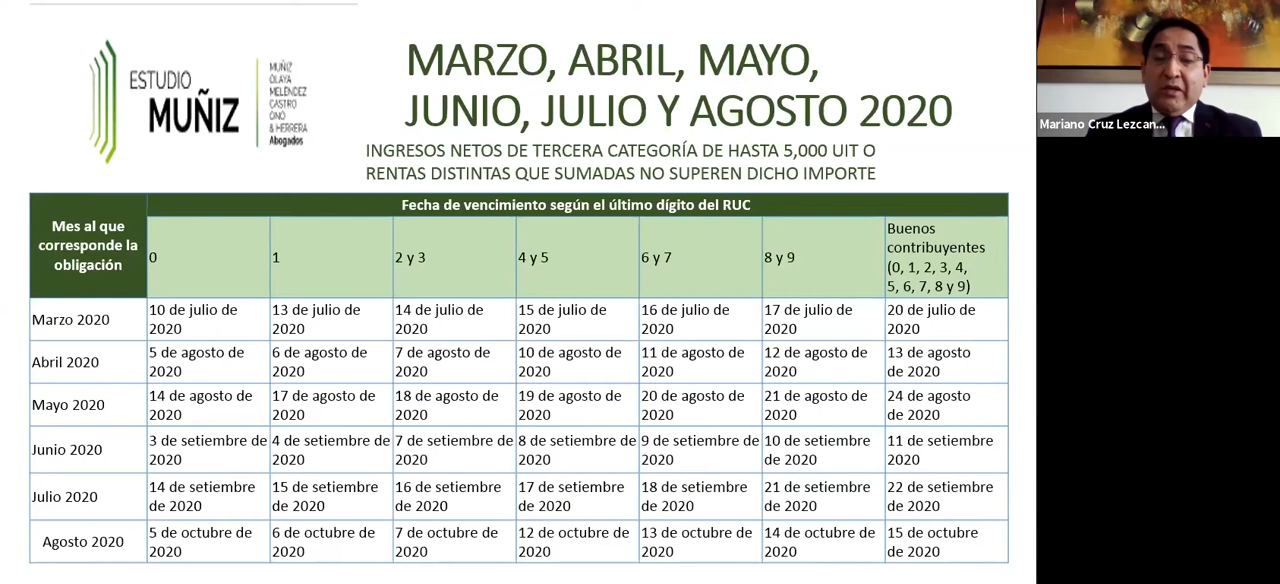 ESTUDIO
MUÑIZ
MUÑIZ
OLAYA
MELÉNDEZ
CASTRO
ONO
& HERRERA
Abogados
MARZO, ABRIL, MAYO,
JUNIO, JULIO Y AGOSTO 2020
INGRESOS NETOS DE TERCERA CATEGORÍA DE HASTA 5,000 UIT O
RENTAS DISTINTAS QUE SUMADAS NO SUPEREN DICHO IMPORTE
Mariano Cruz Lezcan...
Mes al que
corresponde la
obligación
Fecha de vencimiento según el último dígito del RUC
0
1
2 y 3
4 y 5
6 y 7
8 y 9
Buenos
contribuyentes
(0, 1, 2, 3, 4,
5, 6, 7, 8 y 9)
Marzo 2020
10 de julio de
2020
13 de julio de
2020
14 de julio de
2020
15 de julio de
2020
16 de julio de
2020
17 de julio de
2020
20 de julio de
2020
Abril 2020
5 de agosto de
2020
6 de agosto de
2020
7 de agosto de
2020
10 de agosto de
2020
11 de agosto de
2020
12 de agosto de
2020
13 de agosto
de 2020
Mayo 2020
14 de agosto de
2020
17 de agosto de
2020
18 de agosto de
2020
19 de agosto de
2020
20 de agosto de
2020
21 de agosto de
2020
24 de agosto
de 2020
Junio 2020
3 de setiembre de
2020
4 de setiembre de
2020
7 de setiembre de
2020
8 de setiembre de
2020
9 de setiembre de
2020
10 de setiembre
de 2020
11 de setiembre
2020
Julio 2020
14 de setiembre
de 2020
15 de setiembre
de 2020
16 de setiembre
de 2020
17 de setiembre
de 2020
18 de setiembre
de 2020
21 de setiembre
de 2020
22 de setiembre
de 2020
Agosto 2020
5 de octubre de
2020
6 de octubre de
2020
7 de octubre de
2020
12 de octubre de
2020
13 de octubre de
2020
14 de octubre de
2020
15 de octubre
de 2020